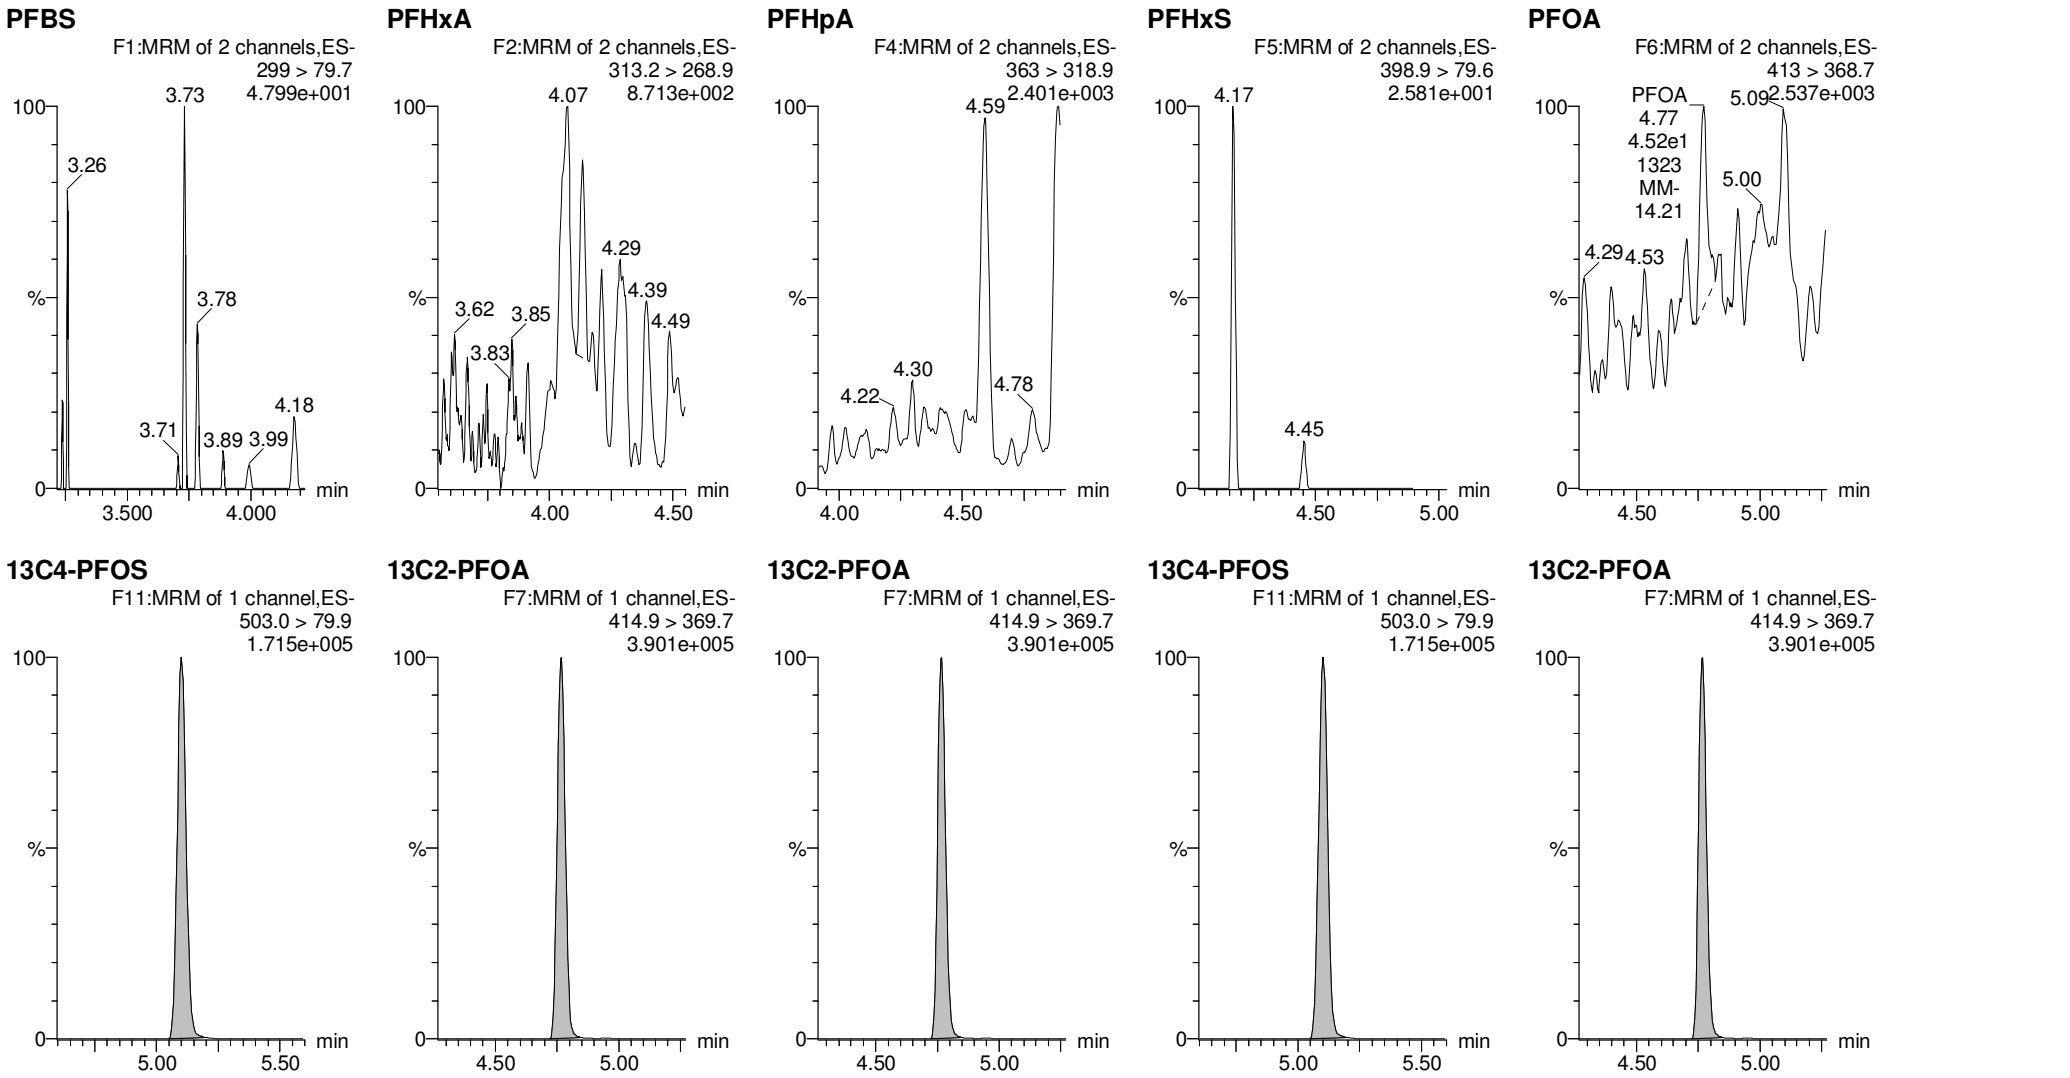 PFBS
F1:MRM of 2 channels,ES-
299 > 79.7
4.799e+001
100
3.73
3.26
%
3.78
3.71
3.89
3.99
4.18
0
min
3.500
4.000
PFHxA
F2:MRM of 2 channels,ES-
313.2 > 268.9
8.713e+002
100
4.07
4.29
%
4.39
3.62
3.85
4.49
3.83
0
min
4.00
4.50
PFHpA
F4:MRM of 2 channels,ES-
363 > 318.9
2.401e+003
100
4.59
%
4.30
4.22
4.78
0
min
4.00
4.50
PFHxS
F5:MRM of 2 channels,ES-
398.9 > 79.6
2.581e+001
100
4.17
%
4.45
0
min
4.50
5.00
PFOA
F6:MRM of 2 channels,ES-
413 > 368.7
2.537e+003
100
PFOA
4.77
4.52e1
1323
MM-
14.21
5.09
5.00
4.29
4.53
%
0
min
4.50
5.00
13C4-PFOS
F11:MRM of 1 channel,ES-
503.0 > 79.9
1.715e+005
100
%
0
min
5.00
5.50
13C2-PFOA
F7:MRM of 1 channel,ES-
414.9 > 369.7
3.901e+005
100
%
0
min
4.50
5.00
13C2-PFOA
F7:MRM of 1 channel,ES-
414.9 > 369.7
3.901e+005
100
%
0
min
4.50
5.00
13C4-PFOS
F11:MRM of 1 channel,ES-
503.0 > 79.9
1.715e+005
100
%
0
min
5.00
5.50
13C2-PFOA
F7:MRM of 1 channel,ES-
414.9 > 369.7
3.901e+005
100
%
0
min
4.50
5.00